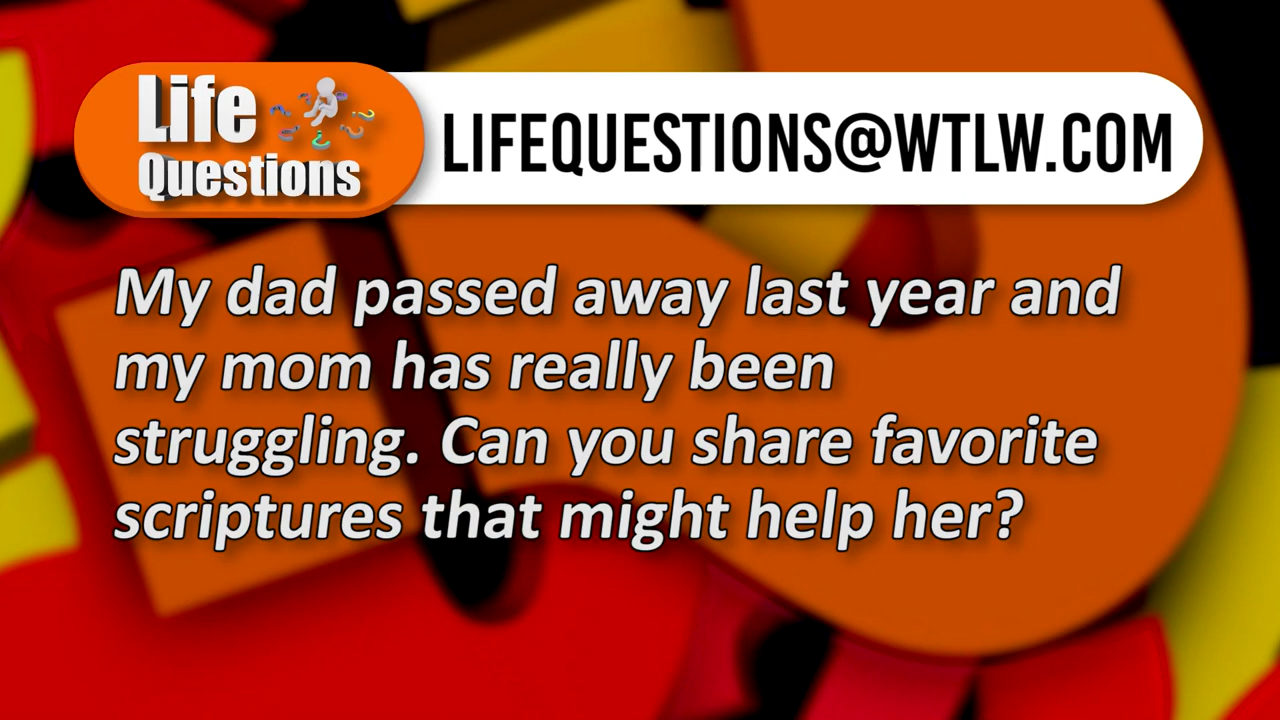 Life
Questions
LIFEQUESTIONS@WTLW.COM
My dad passed away last year and
my mom has really been
struggling. Can you share favorite
scriptures that might help her?